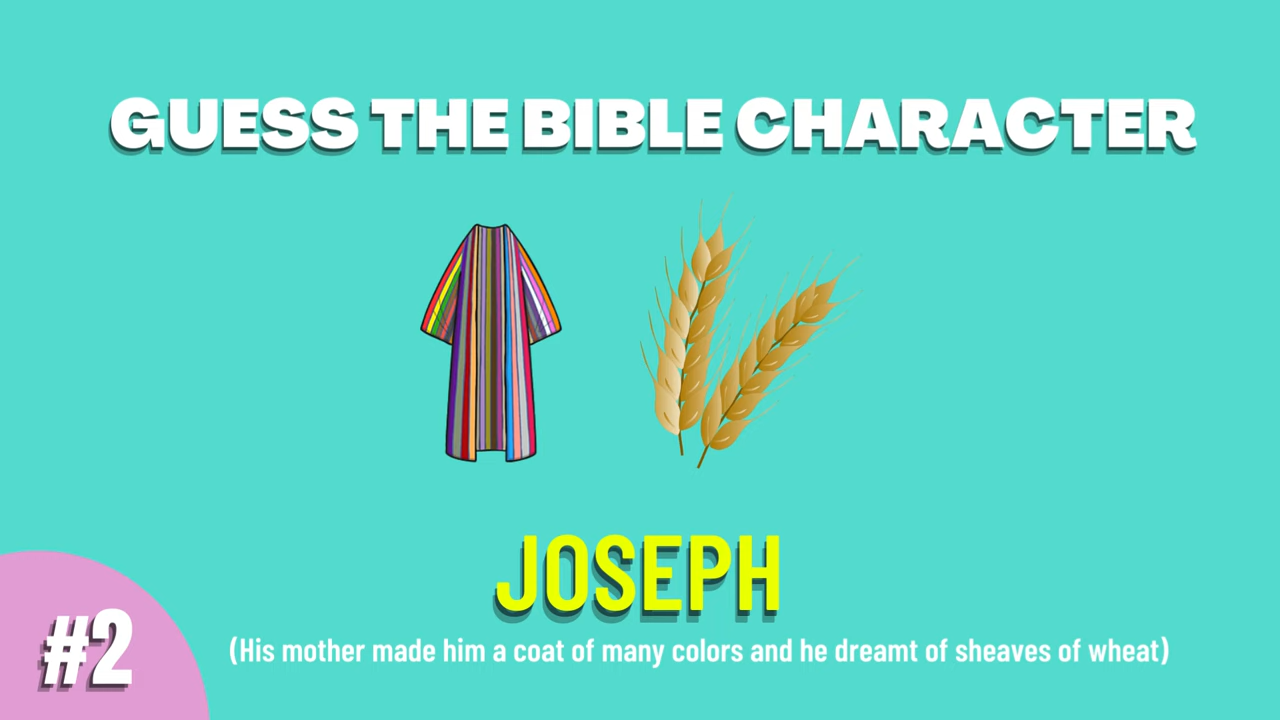 GUESS THE BIBLE CHARACTER
JOSEPH
(His mother made him a coat of many colors and he dreamt of sheaves of wheat)
#2